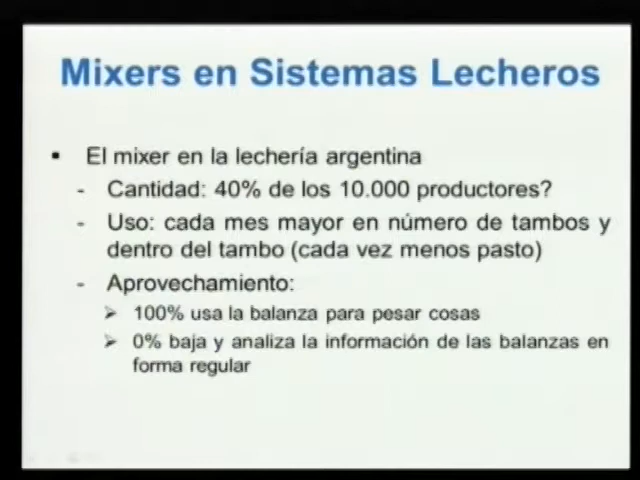 Mixers en Sistemas Lecheros
▪ El mixer en la lechería argentina
- Cantidad: 40% de los 10.000 productores?
- Uso: cada mes mayor en número de tambos y
dentro del tambo (cada vez menos pasto)
- Aprovechamiento:
➢ 100% usa la balanza para pesar cosas
➢ 0% baja y analiza la información de las balanzas en
forma regular